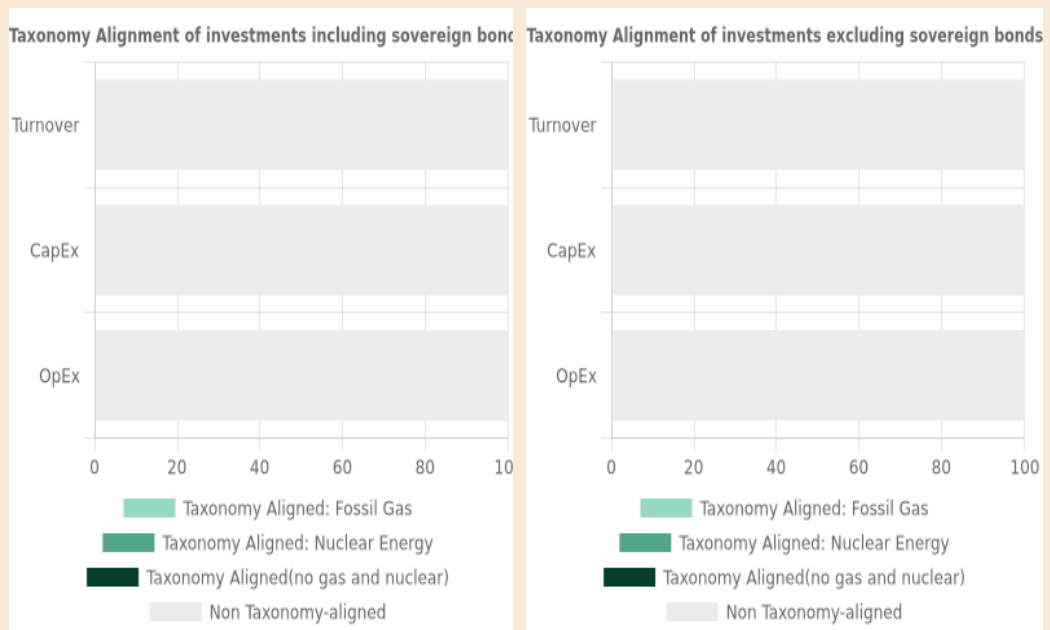 Taxonomy Alignment of investments including sovereign bond
Turnover
CapEx
OpEx
0 20 40 60 80 10
Taxonomy Aligned: Fossil Gas
Taxonomy Aligned: Nuclear Energy
Taxonomy Aligned(no gas and nuclear)
Non Taxonomy-aligned
Taxonomy Alignment of investments excluding sovereign bonds
Turnover
CapEx
OpEx
0 20 40 60 80 100
Taxonomy Aligned: Fossil Gas
Taxonomy Aligned: Nuclear Energy
Taxonomy Aligned(no gas and nuclear)
Non Taxonomy-aligned